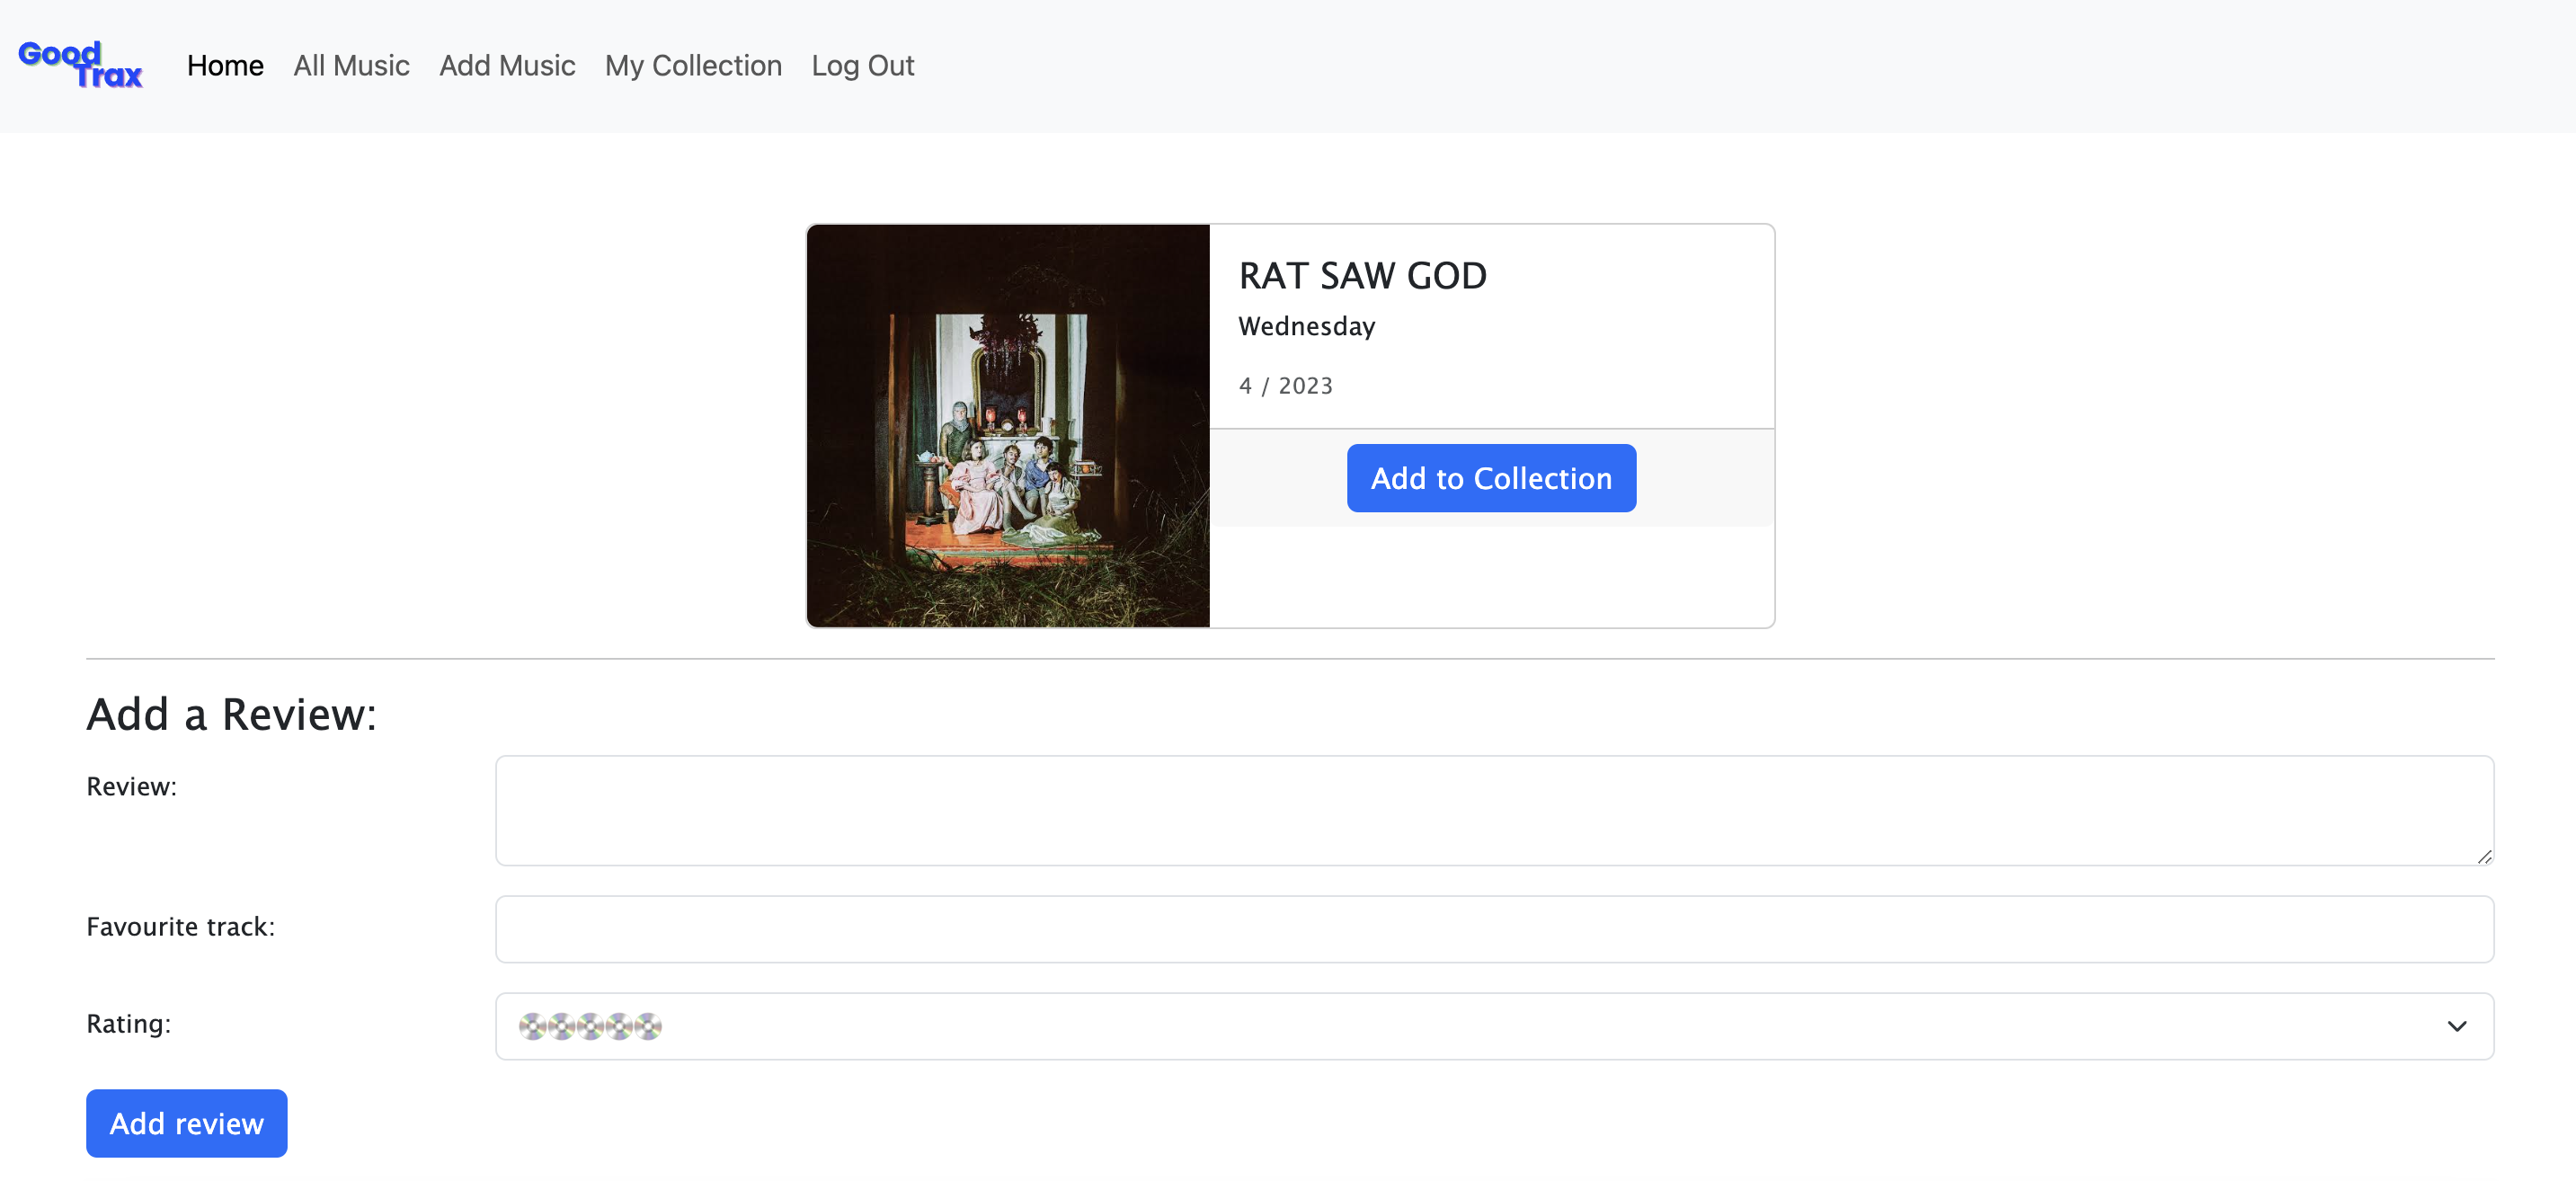 Good
Trax
Home All Music Add Music My Collection Log Out
RAT SAW GOD
Wednesday
4 / 2023
Add to Collection
Add a Review:
Review:
Favourite track:
Rating:
Add review